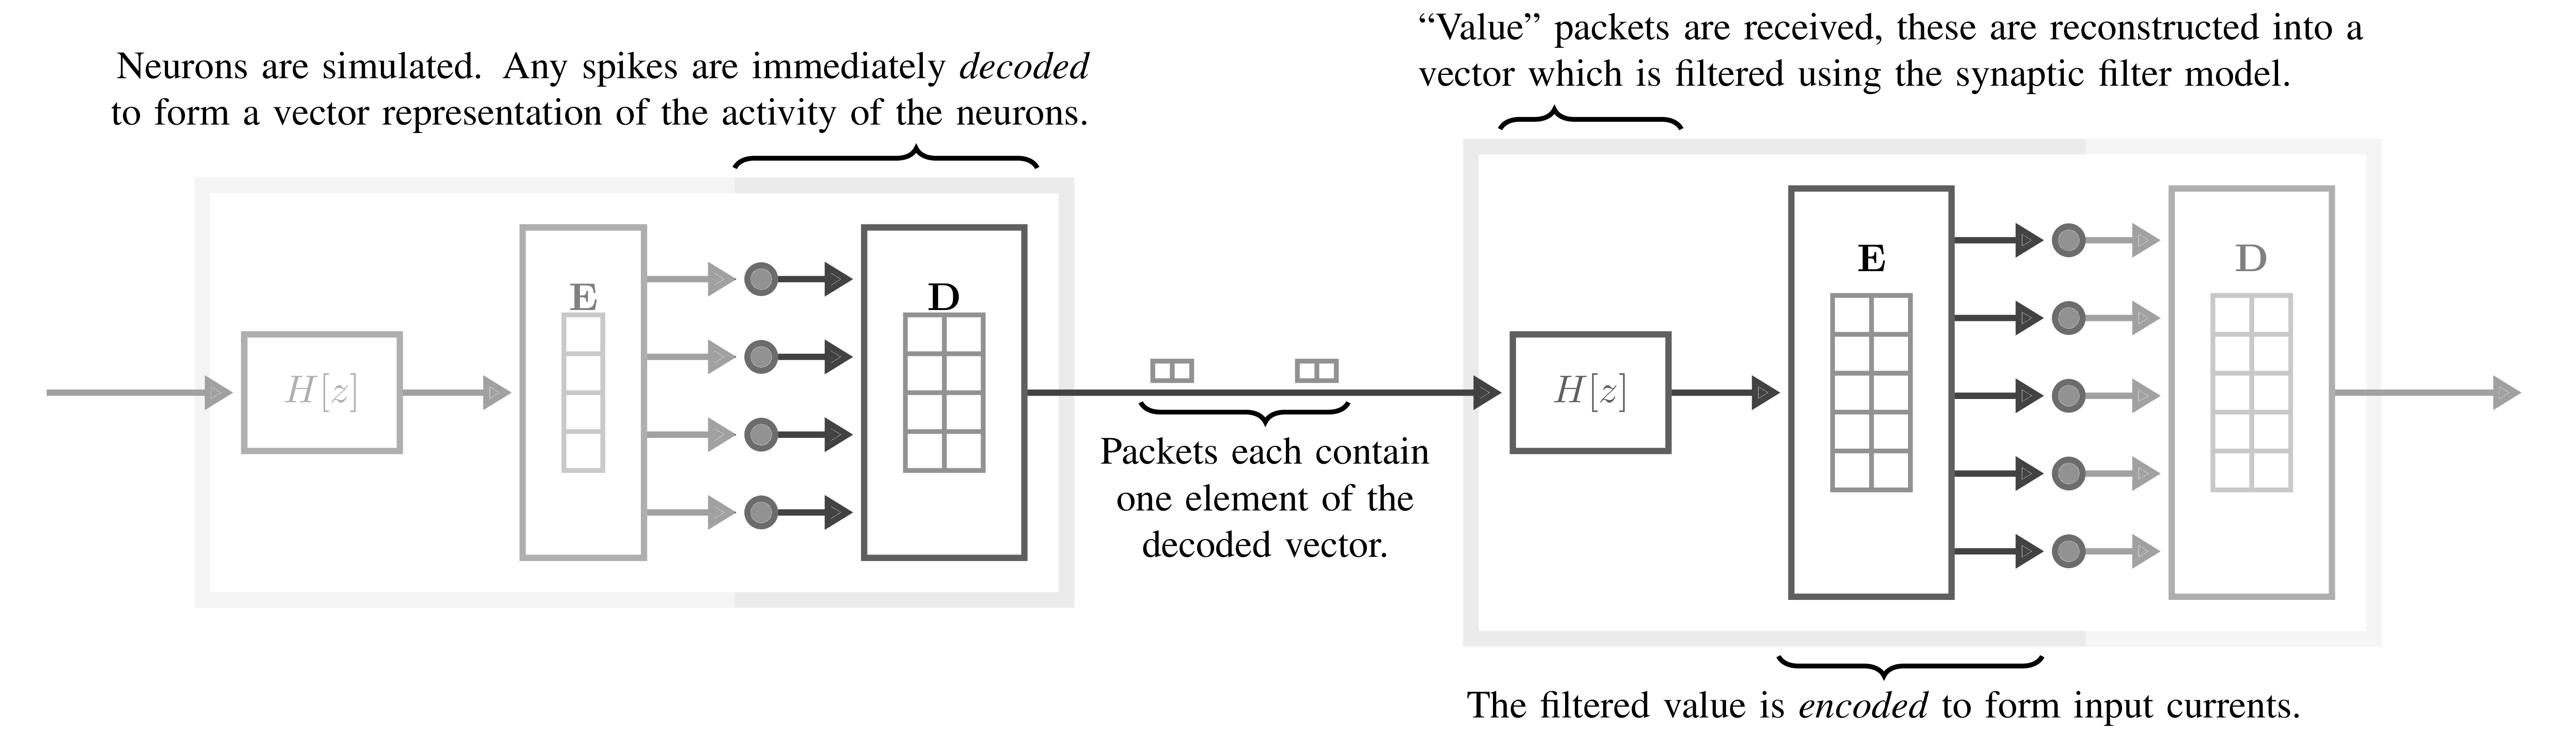 “Value” packets are received, these are reconstructed into a
vector which is filtered using the synaptic filter model.
Neurons are simulated. Any spikes are immediately decoded
to form a vector representation of the activity of the neurons.
H[z]
E
D
Packets each contain
one element of the
decoded vector.
H[z]
E
D
The filtered value is encoded to form input currents.